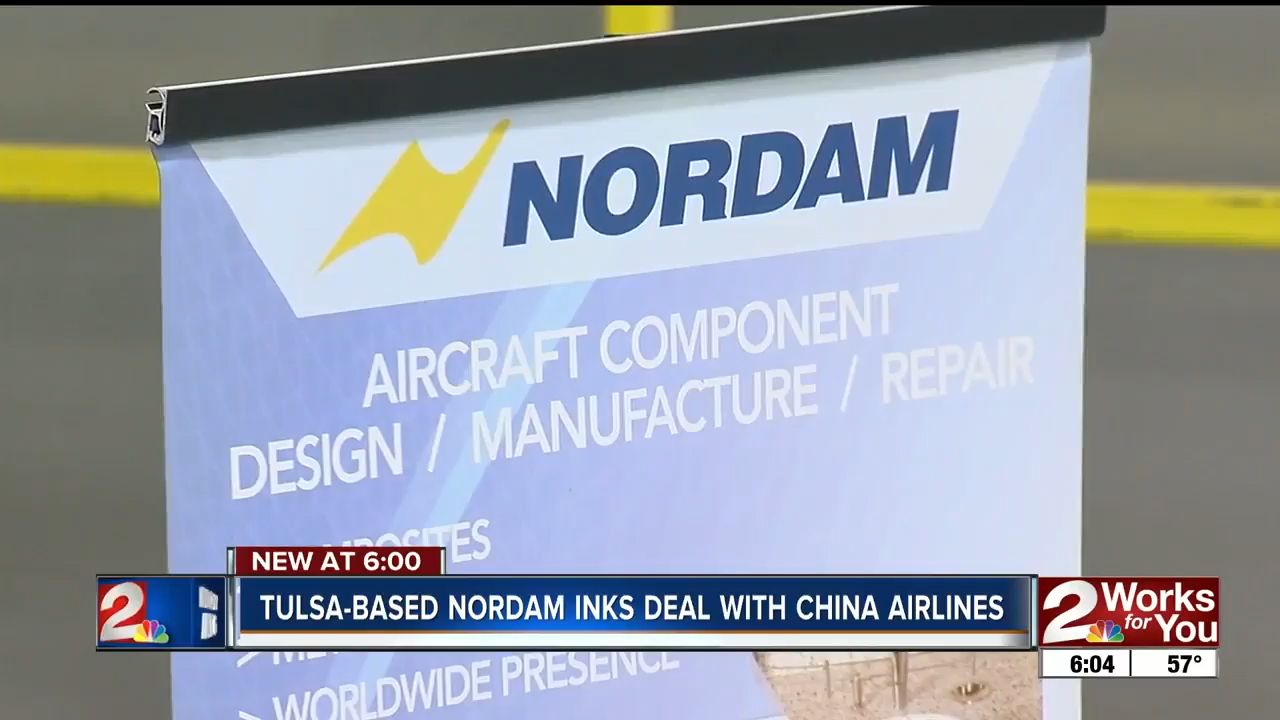 NORDAM
AIRCRAFT COMPONENT
DESIGN / MANUFACTURE / REPAIR
NEW AT 6:00
2
TULSA-BASED NORDAM INKS DEAL WITH CHINA AIRLINES
2 Works for You
6:04 57°
> WORLDWIDE PRESENCE